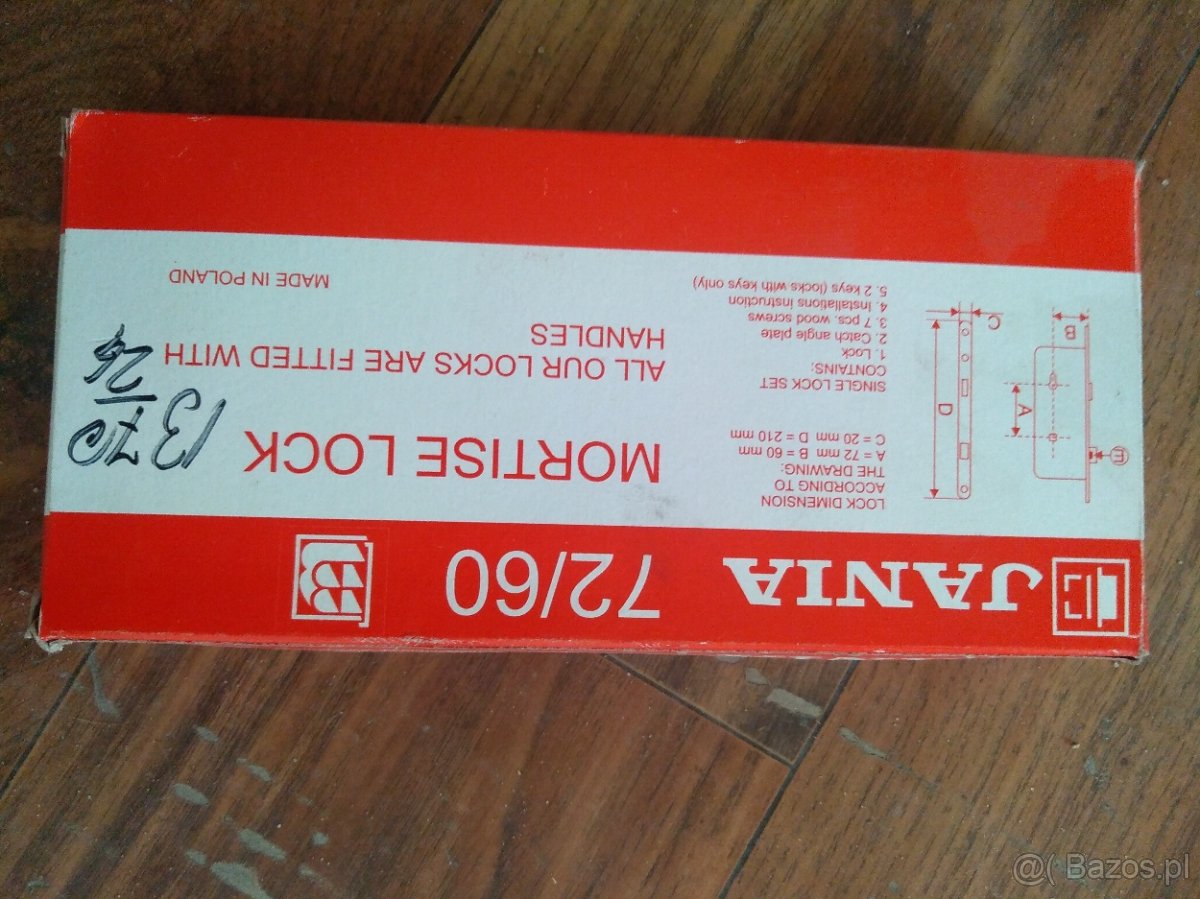 JANIA
72/60
LOCK DIMENSION
ACCORDING TO
THE DRAWING:
A = 72 mm B = 60 mm
C = 20 mm D = 210 mm
SINGLE LOCK SET
CONTAINS:
1. Lock
2. Catch angle plate
3. 7 pcs. wood screws
4. Installations instruction
5. 2 keys (locks with keys only)
E
A
B
D
C
MORTISE LOCK
ALL OUR LOCKS ARE FITTED WITH
HANDLES
MADE IN POLAND
1370
24
@( Bazos.pl